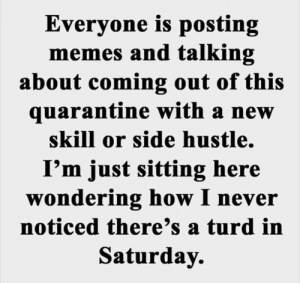 Everyone is posting
memes and talking
about coming out of this
quarantine with a new
skill or side hustle.
I'm just sitting here
wondering how I never
noticed there's a turd in
Saturday.